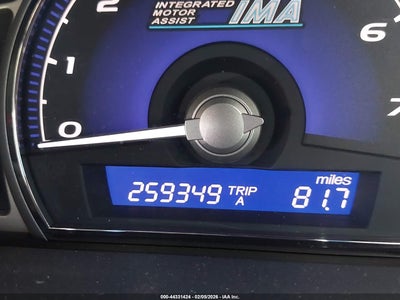 2
INTEGRATED
MOTOR
ASSIST
IMA
6
1
7
0
miles
259349 TRIP A 81.7
000-44331424 - 02/09/2026 - IAA Inc.